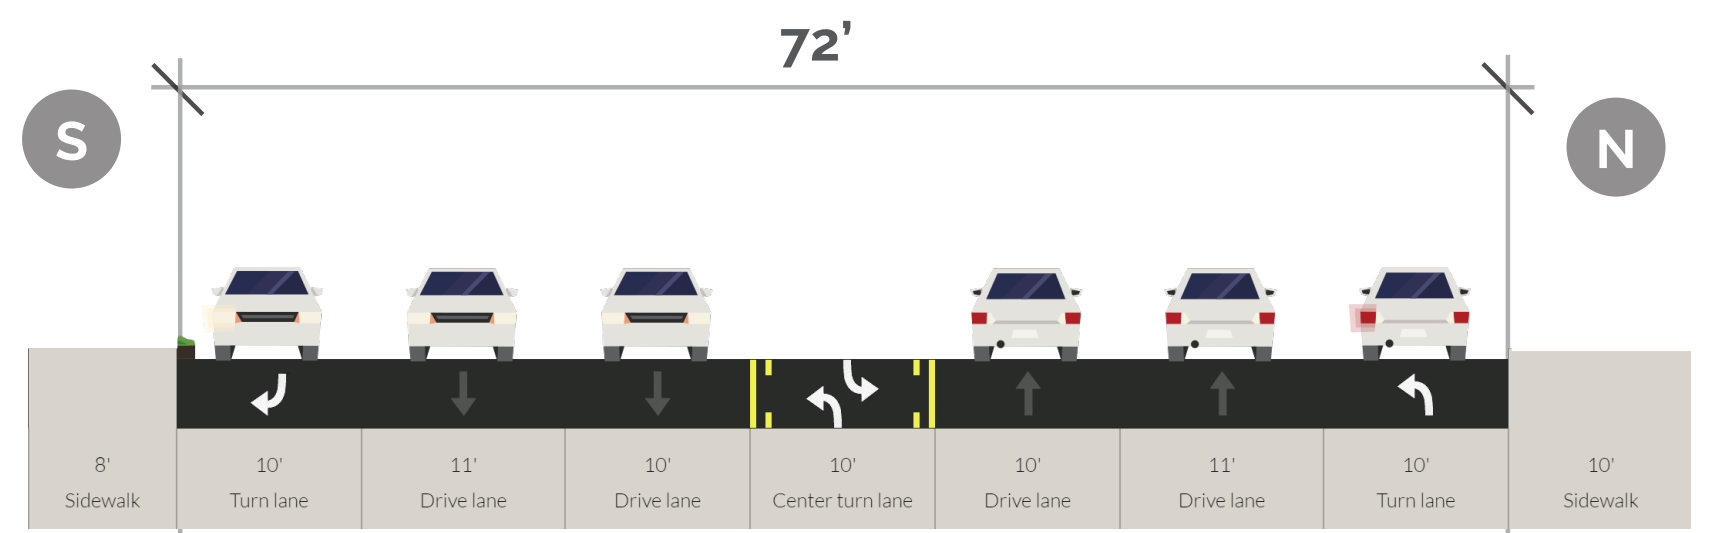 72’
S
N
8' 10' 11' 10' 10' 10' 11' 10' 10'
Sidewalk Turn lane Drive lane Drive lane Center turn lane Drive lane Drive lane Turn lane Sidewalk